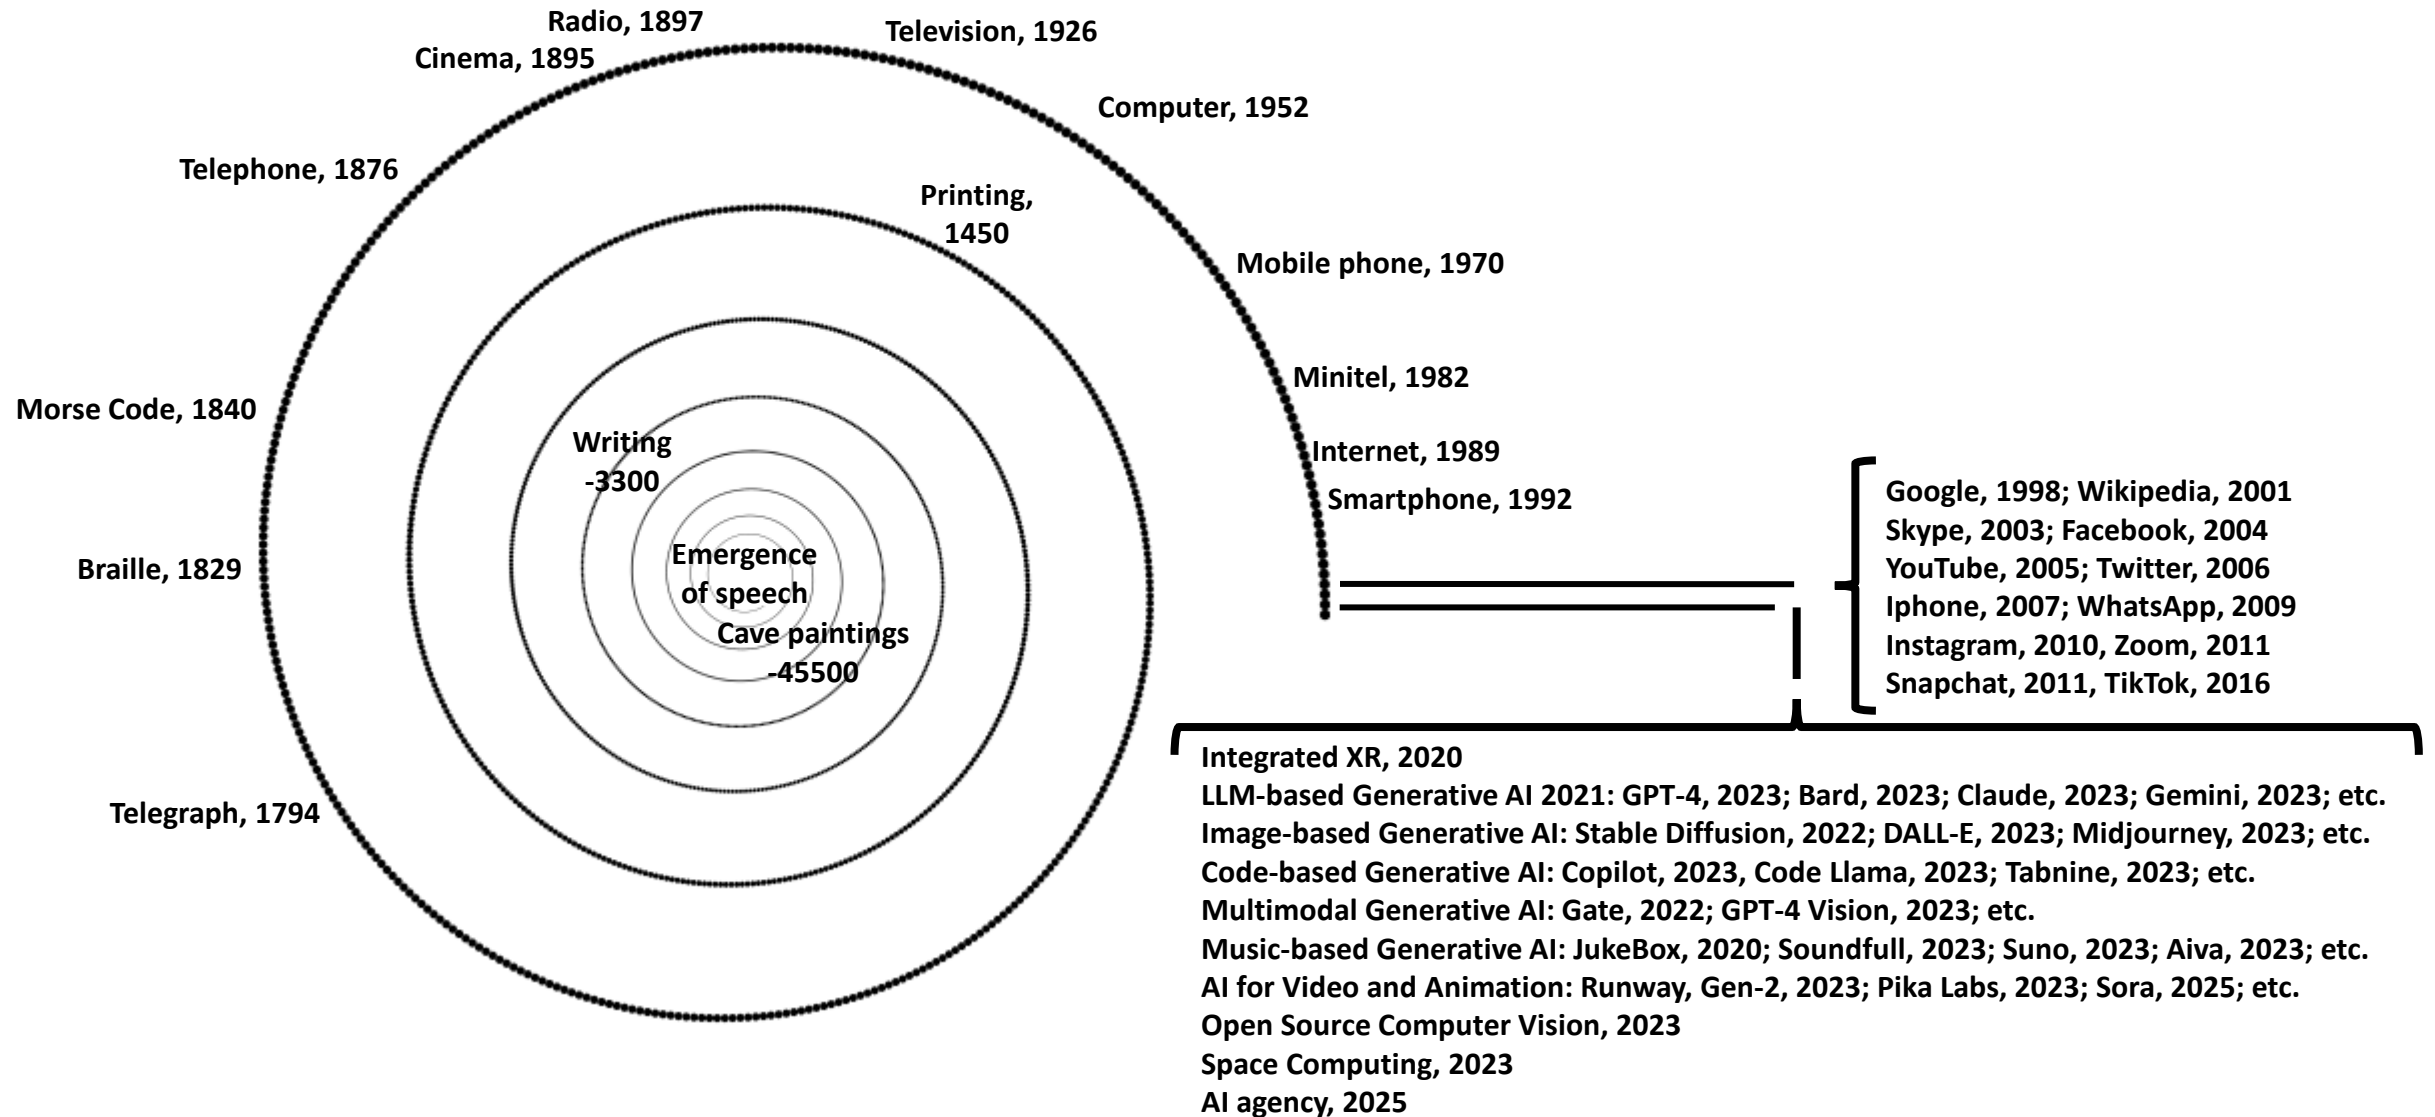 Radio, 1897
Cinema, 1895
Television, 1926
Computer, 1952
Telephone, 1876
Printing,
1450
Mobile phone, 1970
Minitel, 1982
Morse Code, 1840
Writing
-3300
Internet, 1989
Smartphone, 1992
Emergence
of speech
Braille, 1829
Cave paintings
-45500
Telegraph, 1794
Google, 1998; Wikipedia, 2001
Skype, 2003; Facebook, 2004
YouTube, 2005; Twitter, 2006
Iphone, 2007; WhatsApp, 2009
Instagram, 2010, Zoom, 2011
Snapchat, 2011, TikTok, 2016
Integrated XR, 2020
LLM-based Generative AI 2021: GPT-4, 2023; Bard, 2023; Claude, 2023; Gemini, 2023; etc.
Image-based Generative AI: Stable Diffusion, 2022; DALL-E, 2023; Midjourney, 2023; etc.
Code-based Generative AI: Copilot, 2023, Code Llama, 2023; Tabnine, 2023; etc.
Multimodal Generative AI: Gate, 2022; GPT-4 Vision, 2023; etc.
Music-based Generative AI: JukeBox, 2020; Soundfull, 2023; Suno, 2023; Aiva, 2023; etc.
AI for Video and Animation: Runway, Gen-2, 2023; Pika Labs, 2023; Sora, 2025; etc.
Open Source Computer Vision, 2023
Space Computing, 2023
AI agency, 2025